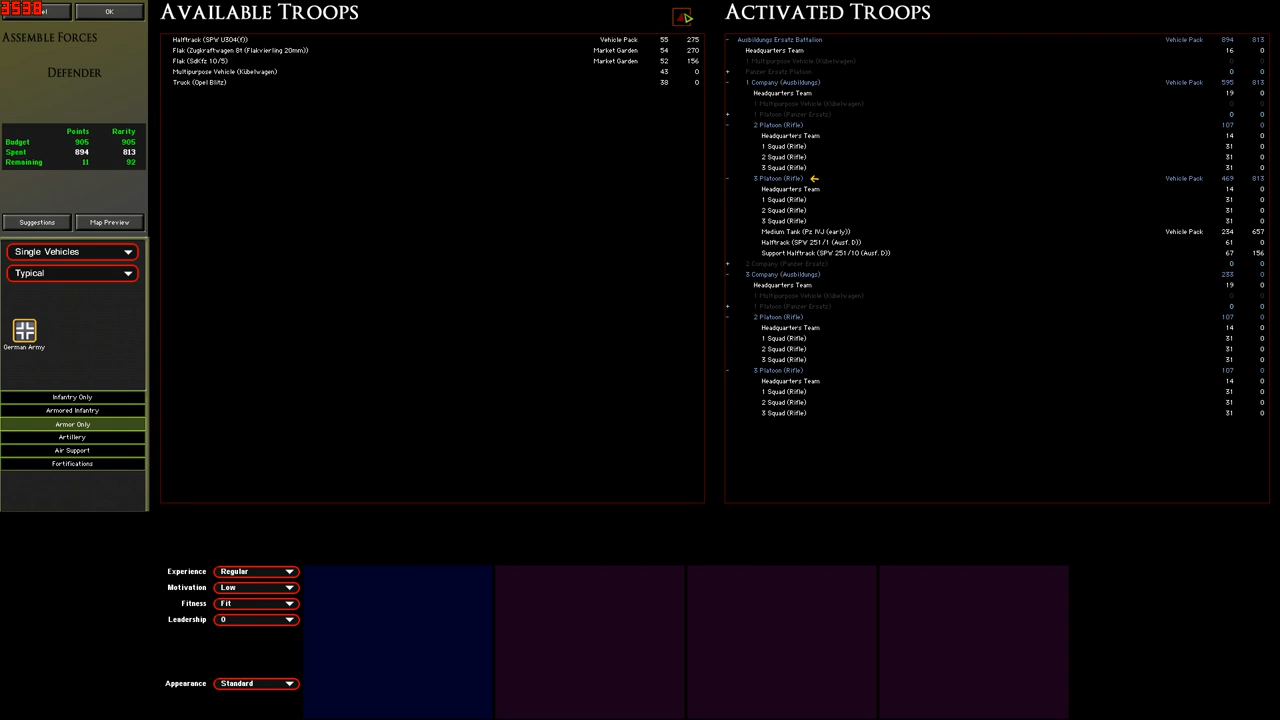 3538
el
OK
ASSEMBLE FORCES
DEFENDER
Points Rarity
Budget 905 905
Spent 894 813
Remaining 11 92
Suggestions Map Preview
Single Vehicles
Typical
German Army
Infantry Only
Armored Infantry
Armor Only
Artillery
Air Support
Fortifications
AVAILABLE TROOPS
Halftrack (SPW U304(f)) Vehicle Pack 55 275
Flak (Zugkraftwagen 8t (Flakvierling 20mm)) Market Garden 54 270
Flak (SdKfz 10/5) Market Garden 52 156
Multipurpose Vehicle (Kübelwagen) 43 0
Truck (Opel Blitz) 38 0
ACTIVATED TROOPS
- Ausbildungs Ersatz Battalion Vehicle Pack 894 813
Headquarters Team 16 0
1 Multipurpose Vehicle (Kübelwagen) 0 0
+ Panzer Ersatz Platoon 0 0
- 1 Company (Ausbildungs) Vehicle Pack 595 813
Headquarters Team 19 0
1 Multipurpose Vehicle (Kübelwagen) 0 0
+ 1 Platoon (Panzer Ersatz) 0 0
- 2 Platoon (Rifle) 107 0
Headquarters Team 14 0
1 Squad (Rifle) 31 0
2 Squad (Rifle) 31 0
3 Squad (Rifle) 31 0
- 3 Platoon (Rifle) Vehicle Pack 469 813
Headquarters Team 14 0
1 Squad (Rifle) 31 0
2 Squad (Rifle) 31 0
3 Squad (Rifle) 31 0
Medium Tank (Pz IVJ (early)) Vehicle Pack 234 657
Halftrack (SPW 251/1 (Ausf. D)) 61 0
Support Halftrack (SPW 251/10 (Ausf. D)) 67 156
+ 2 Company (Panzer Ersatz) 0 0
- 3 Company (Ausbildungs) 233 0
Headquarters Team 19 0
1 Multipurpose Vehicle (Kübelwagen) 0 0
+ 1 Platoon (Panzer Ersatz) 0 0
- 2 Platoon (Rifle) 107 0
Headquarters Team 14 0
1 Squad (Rifle) 31 0
2 Squad (Rifle) 31 0
3 Squad (Rifle) 31 0
- 3 Platoon (Rifle) 107 0
Headquarters Team 14 0
1 Squad (Rifle) 31 0
2 Squad (Rifle) 31 0
3 Squad (Rifle) 31 0
Experience Regular
Motivation Low
Fitness Fit
Leadership 0
Appearance Standard